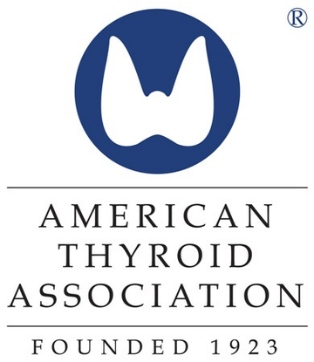 ®
AMERICAN
THYROID
ASSOCIATION
FOUNDED 1923